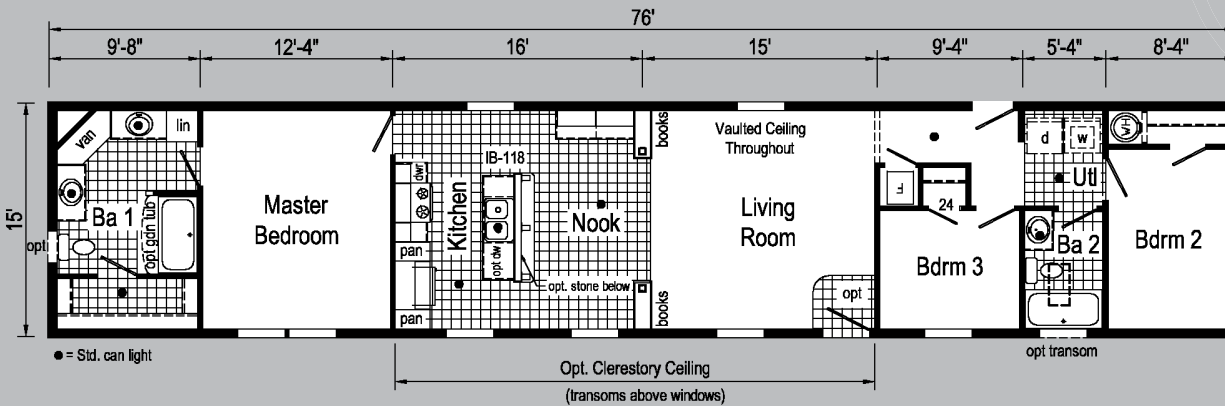 76'
9'-8"
12'-4"
16'
15'
9'-4"
5'-4"
8'-4"
15'
van
lin
Ba 1
opt gdn tub
opt
Master
Bedroom
dwr
IB-118
Kitchen
pan
pan
opt dw
Nook
opt. stone below
books
books
Vaulted Ceiling
Throughout
Living
Room
opt
F
24
Bdrm 3
d
w
Utl
Ba 2
WH
Bdrm 2
● = Std. can light
opt transom
Opt. Clerestory Ceiling
(transoms above windows)